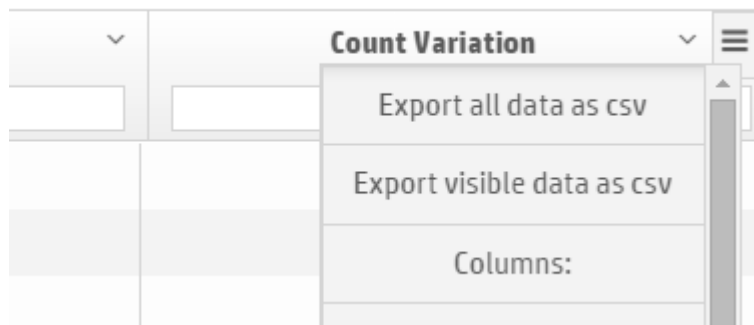 Count Variation
Export all data as csv
Export visible data as csv
Columns: